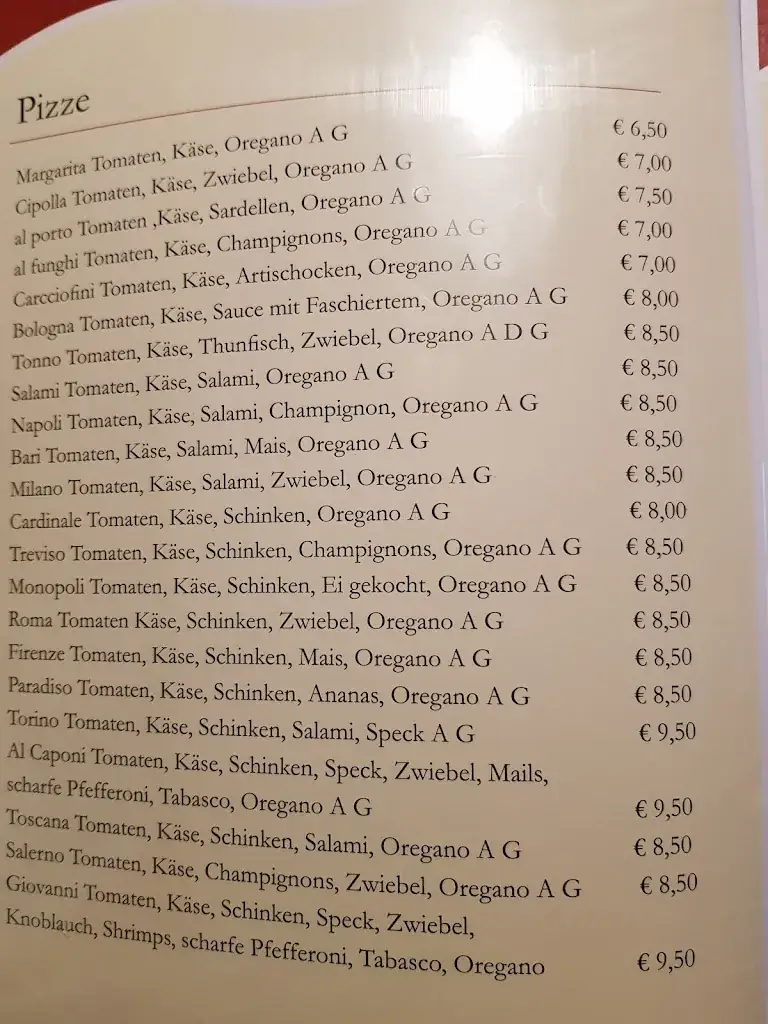 Pizze
Margarita Tomaten, Käse, Oregano A G € 6,50
Cipolla Tomaten, Käse, Zwiebel, Oregano A G € 7,00
al porto Tomaten ,Käse, Sardellen, Oregano A G € 7,50
al funghi Tomaten, Käse, Champignons, Oregano A G € 7,00
Carcciofini Tomaten, Käse, Artischocken, Oregano A G € 7,00
Bologna Tomaten, Käse, Sauce mit Faschiertem, Oregano A G € 8,00
Tonno Tomaten, Käse, Thunfisch, Zwiebel, Oregano A D G € 8,50
Salami Tomaten, Käse, Salami, Oregano A G € 8,50
Napoli Tomaten, Käse, Salami, Champignon, Oregano A G € 8,50
Bari Tomaten, Käse, Salami, Mais, Oregano A G € 8,50
Milano Tomaten, Käse, Salami, Zwiebel, Oregano A G € 8,50
Cardinale Tomaten, Käse, Schinken, Oregano A G € 8,00
Treviso Tomaten, Käse, Schinken, Champignons, Oregano A G € 8,50
Monopoli Tomaten, Käse, Schinken, Ei gekocht, Oregano A G € 8,50
Roma Tomaten Käse, Schinken, Zwiebel, Oregano A G € 8,50
Firenze Tomaten, Käse, Schinken, Mais, Oregano A G € 8,50
Paradiso Tomaten, Käse, Schinken, Ananas, Oregano A G € 8,50
Torino Tomaten, Käse, Schinken, Salami, Speck A G € 9,50
Al Caponi Tomaten, Käse, Schinken, Speck, Zwiebel, Mails,
scharfe Pfefferoni, Tabasco, Oregano A G € 9,50
Toscana Tomaten, Käse, Schinken, Salami, Oregano A G € 8,50
Salerno Tomaten, Käse, Champignons, Zwiebel, Oregano A G € 8,50
Giovanni Tomaten, Käse, Schinken, Speck, Zwiebel,
Knoblauch, Shrimps, scharfe Pfefferoni, Tabasco, Oregano € 9,50